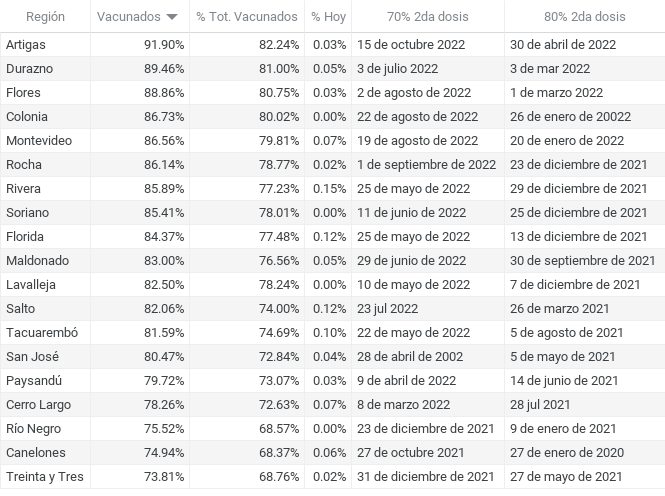 Región Vacunados % Tot. Vacunados % Hoy 70% 2da dosis 80% 2da dosis
Artigas 91.90% 82.24% 0.03% 15 de octubre 2022 30 de abril de 2022
Durazno 89.46% 81.00% 0.05% 3 de julio 2022 3 de mar 2022
Flores 88.86% 80.75% 0.03% 2 de agosto de 2022 1 de marzo 2022
Colonia 86.73% 80.02% 0.00% 22 de agosto de 2022 26 de enero de 20022
Montevideo 86.56% 79.81% 0.07% 19 de agosto de 2022 20 de enero de 2022
Rocha 86.14% 78.77% 0.02% 1 de septiembre de 2022 23 de diciembre de 2021
Rivera 85.89% 77.23% 0.15% 25 de mayo de 2022 29 de diciembre de 2021
Soriano 85.41% 78.01% 0.00% 11 de junio de 2022 25 de diciembre de 2021
Florida 84.37% 77.48% 0.12% 25 de mayo de 2022 13 de diciembre de 2021
Maldonado 83.00% 76.56% 0.05% 29 de junio de 2022 30 de septiembre de 2021
Lavalleja 82.50% 78.24% 0.00% 10 de mayo de 2022 7 de diciembre de 2021
Salto 82.06% 74.00% 0.12% 23 jul 2022 26 de marzo 2021
Tacuarembó 81.59% 74.69% 0.10% 22 de mayo de 2022 5 de agosto de 2021
San José 80.47% 72.84% 0.04% 28 de abril de 2002 5 de mayo de 2021
Paysandú 79.72% 73.07% 0.03% 9 de abril de 2022 14 de junio de 2021
Cerro Largo 78.26% 72.63% 0.07% 8 de marzo 2022 28 jul 2021
Río Negro 75.52% 68.57% 0.00% 23 de diciembre de 2021 9 de enero de 2021
Canelones 74.94% 68.37% 0.06% 27 de octubre 2021 27 de enero de 2020
Treinta y Tres 73.81% 68.76% 0.02% 31 de diciembre de 2021 27 de mayo de 2021